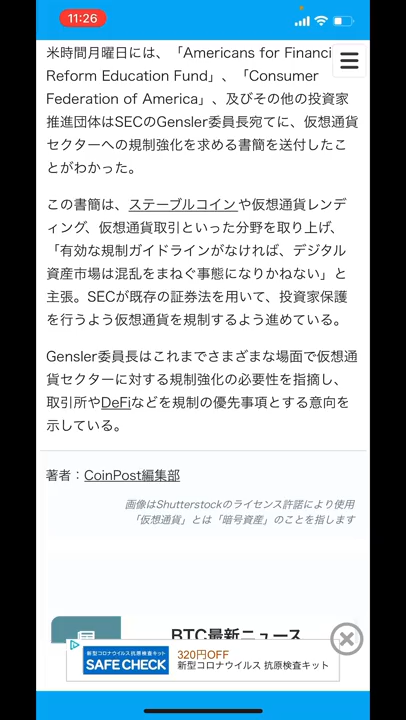 11:26
米時間月曜日には、「Americans for Financi
Reform Education Fund」、「Consumer
Federation of America」、及びその他の投資家
推進団体はSECのGensler委員長宛てに、仮想通貨
セクターへの規制強化を求める書簡を送付したこ
とがわかった。
この書簡は、ステーブルコインや仮想通貨レンデ
ィング、仮想通貨取引といった分野を取り上げ、
「有効な規制ガイドラインがなければ、デジタル
資産市場は混乱をまねぐ事態になりかねない」と
主張。SECが既存の証券法を用いて、投資家保護
を行うよう仮想通貨を規制するよう進めている。
Gensler委員長はこれまでさまざまな場面で仮想通
貨セクターに対する規制強化の必要性を指摘し、
取引所やDeFiなどを規制の優先事項とする意向を
示している。
著者：CoinPost編集部
画像はShutterstockのライセンス許諾により使用
「仮想通貨」とは「暗号資産」のことを指します
BTC最新ニュース
新型コロナウイルス 抗原検査キット
SAFE CHECK
320円OFF
新型コロナウイルス 抗原検査キット